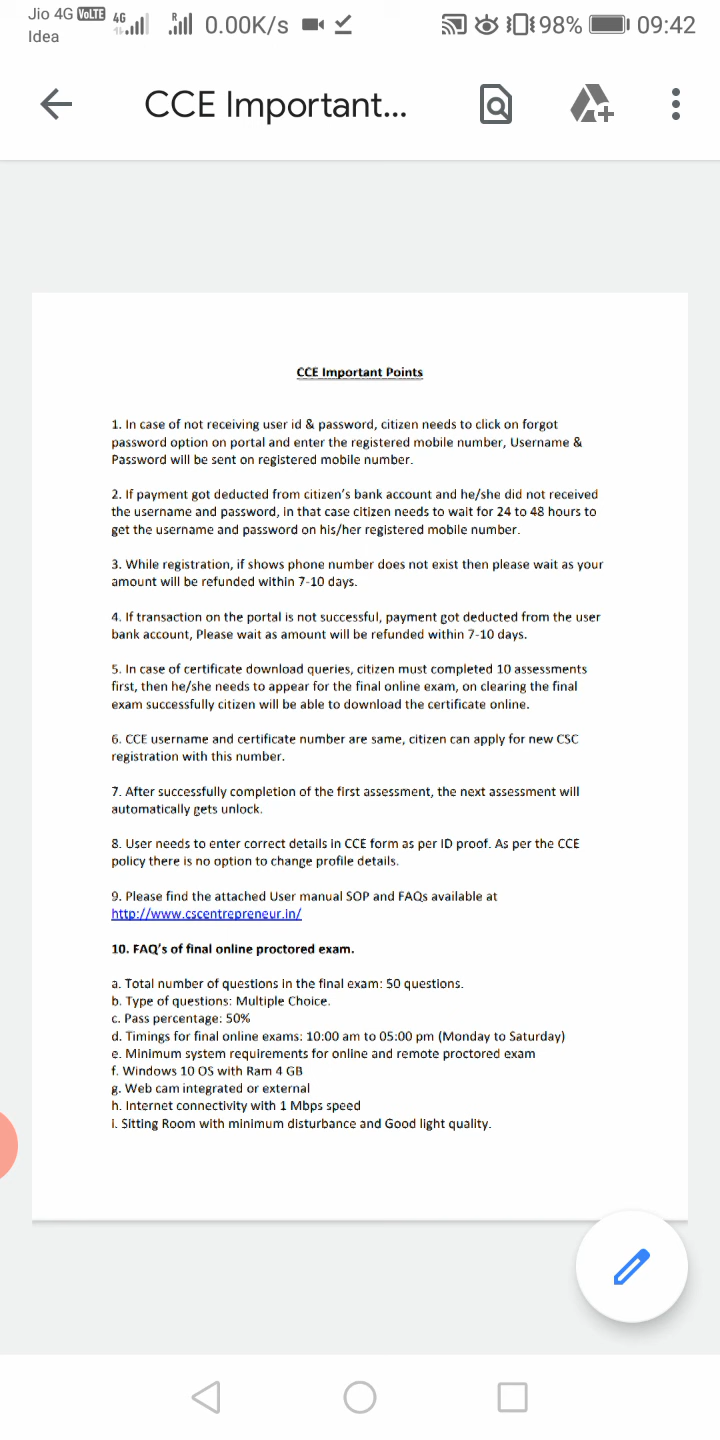 Jio 4G VoLTE 4G R 0.00K/s 98% 09:42
Idea
CCE Important...
CCE Important Points
1. In case of not receiving user id & password, citizen needs to click on forgot
password option on portal and enter the registered mobile number, Username &
Password will be sent on registered mobile number.
2. If payment got deducted from citizen's bank account and he/she did not received
the username and password, in that case citizen needs to wait for 24 to 48 hours to
get the username and password on his/her registered mobile number.
3. While registration, if shows phone number does not exist then please wait as your
amount will be refunded within 7-10 days.
4. If transaction on the portal is not successful, payment got deducted from the user
bank account, Please wait as amount will be refunded within 7-10 days.
5. In case of certificate download queries, citizen must completed 10 assessments
first, then he/she needs to appear for the final online exam, on clearing the final
exam successfully citizen will be able to download the certificate online.
6. CCE username and certificate number are same, citizen can apply for new CSC
registration with this number.
7. After successfully completion of the first assessment, the next assessment will
automatically gets unlock.
8. User needs to enter correct details in CCE form as per ID proof. As per the CCE
policy there is no option to change profile details.
9. Please find the attached User manual SOP and FAQs available at
http://www.cscentrepreneur.in/
10. FAQ's of final online proctored exam.
a. Total number of questions in the final exam: 50 questions.
b. Type of questions: Multiple Choice.
c. Pass percentage: 50%
d. Timings for final online exams: 10:00 am to 05:00 pm (Monday to Saturday)
e. Minimum system requirements for online and remote proctored exam
f. Windows 10 OS with Ram 4 GB
g. Web cam integrated or external
h. Internet connectivity with 1 Mbps speed
i. Sitting Room with minimum disturbance and Good light quality.